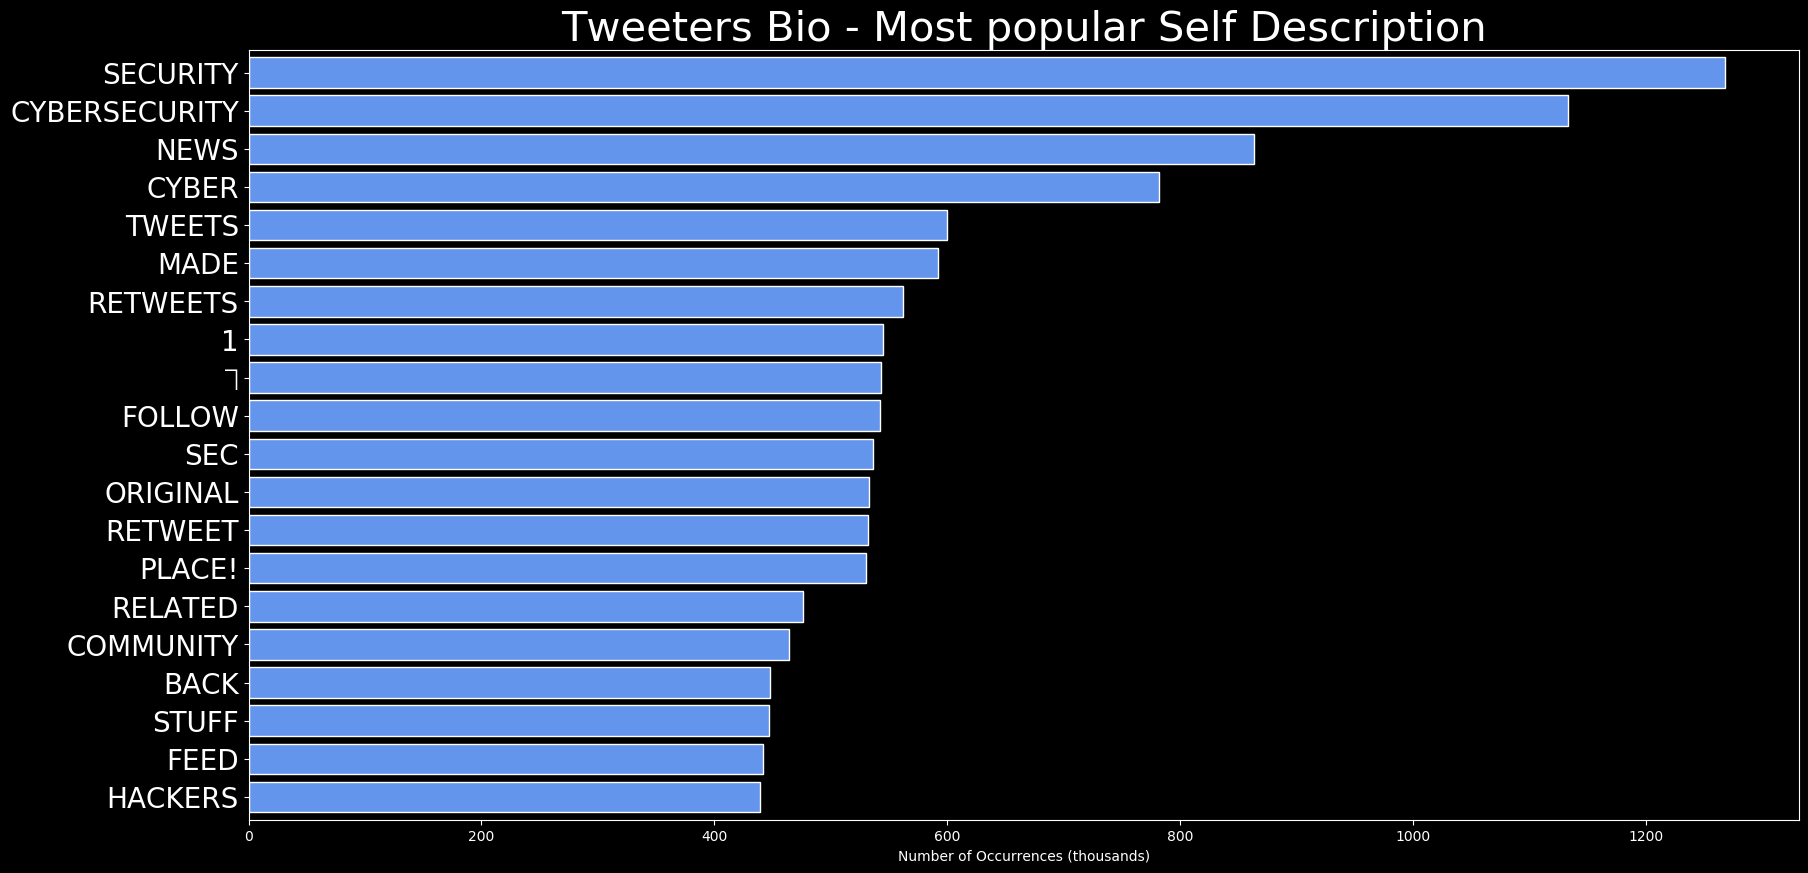 Tweeters Bio - Most popular Self Description
SECURITY
CYBERSECURITY
NEWS
CYBER
TWEETS
MADE
RETWEETS
1
FOLLOW
SEC
ORIGINAL
RETWEET
PLACE!
RELATED
COMMUNITY
BACK
STUFF
FEED
HACKERS
0 200 400 600 800 1000 1200
Number of Occurrences (thousands)